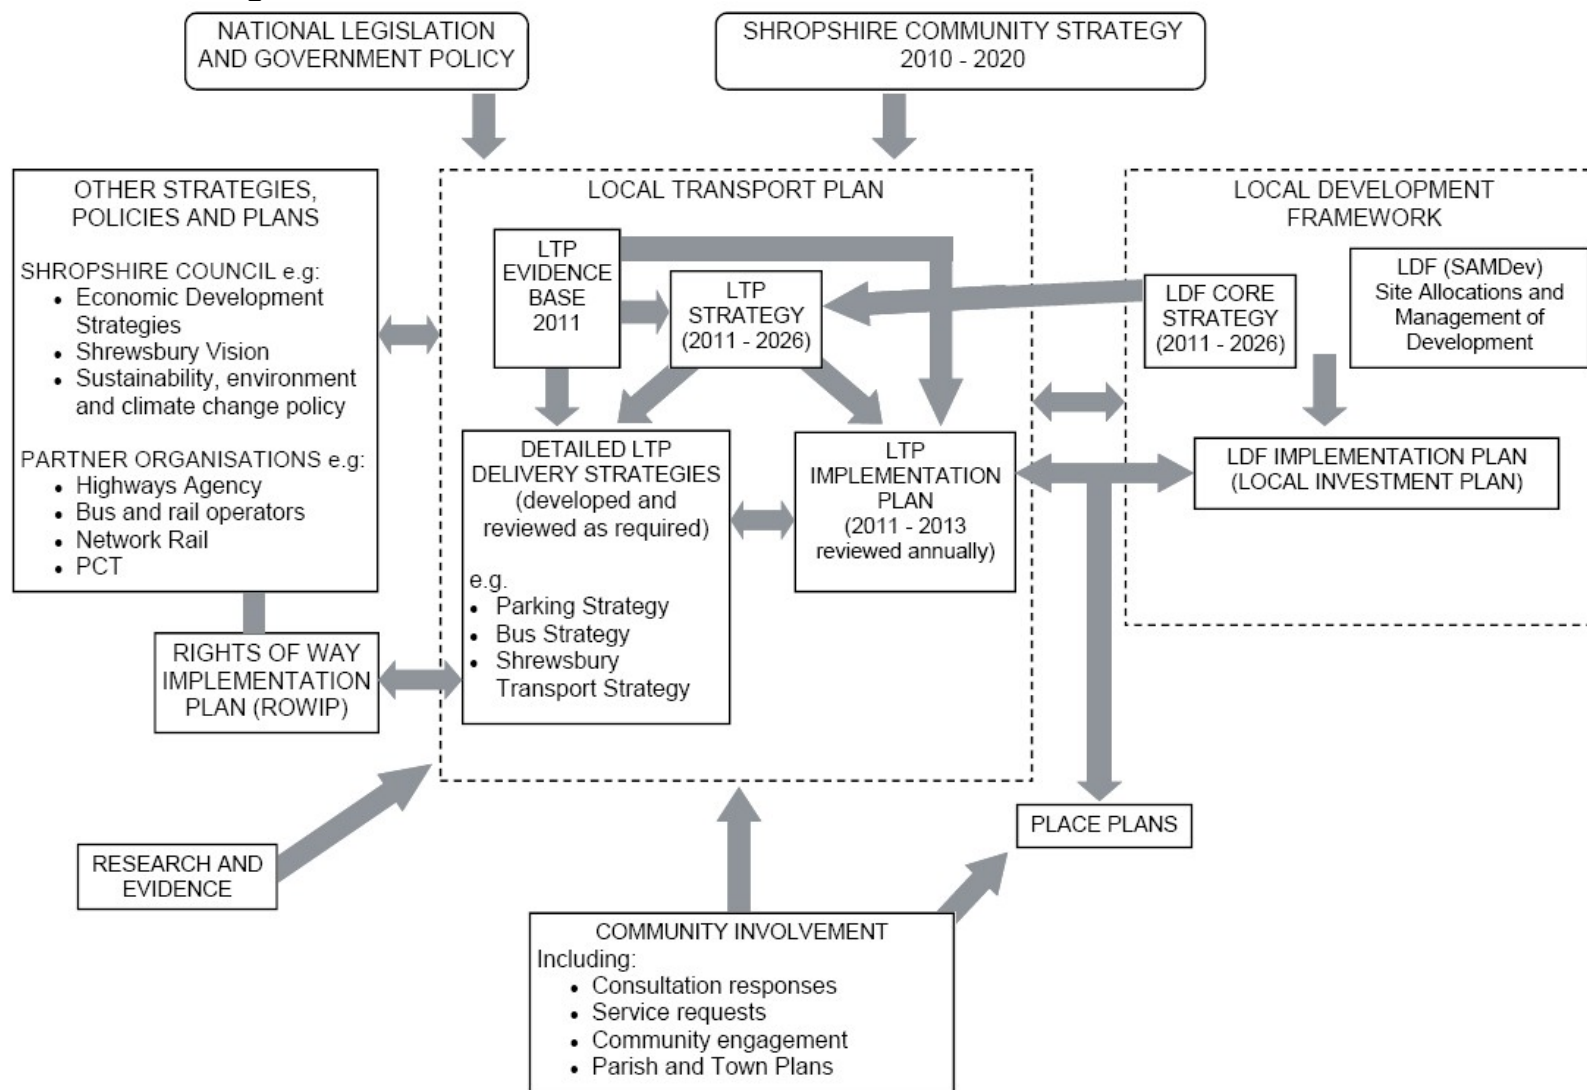 NATIONAL LEGISLATION
AND GOVERNMENT POLICY
SHROPSHIRE COMMUNITY STRATEGY
2010 - 2020
OTHER STRATEGIES,
POLICIES AND PLANS
SHROPSHIRE COUNCIL e.g:
• Economic Development
Strategies
• Shrewsbury Vision
• Sustainability, environment
and climate change policy
PARTNER ORGANISATIONS e.g:
• Highways Agency
• Bus and rail operators
• Network Rail
• PCT
RIGHTS OF WAY
IMPLEMENTATION
PLAN (ROWIP)
LOCAL TRANSPORT PLAN
LTP
EVIDENCE
BASE
2011
LTP
STRATEGY
(2011 - 2026)
DETAILED LTP
DELIVERY STRATEGIES
(developed and
reviewed as required)
e.g.
• Parking Strategy
• Bus Strategy
• Shrewsbury
Transport Strategy
LTP
IMPLEMENTATION
PLAN
(2011 - 2013
reviewed annually)
LOCAL DEVELOPMENT
FRAMEWORK
LDF CORE
STRATEGY
(2011 - 2026)
LDF (SAMDev)
Site Allocations and
Management of
Development
LDF IMPLEMENTATION PLAN
(LOCAL INVESTMENT PLAN)
RESEARCH AND
EVIDENCE
PLACE PLANS
COMMUNITY INVOLVEMENT
Including:
• Consultation responses
• Service requests
• Community engagement
• Parish and Town Plans